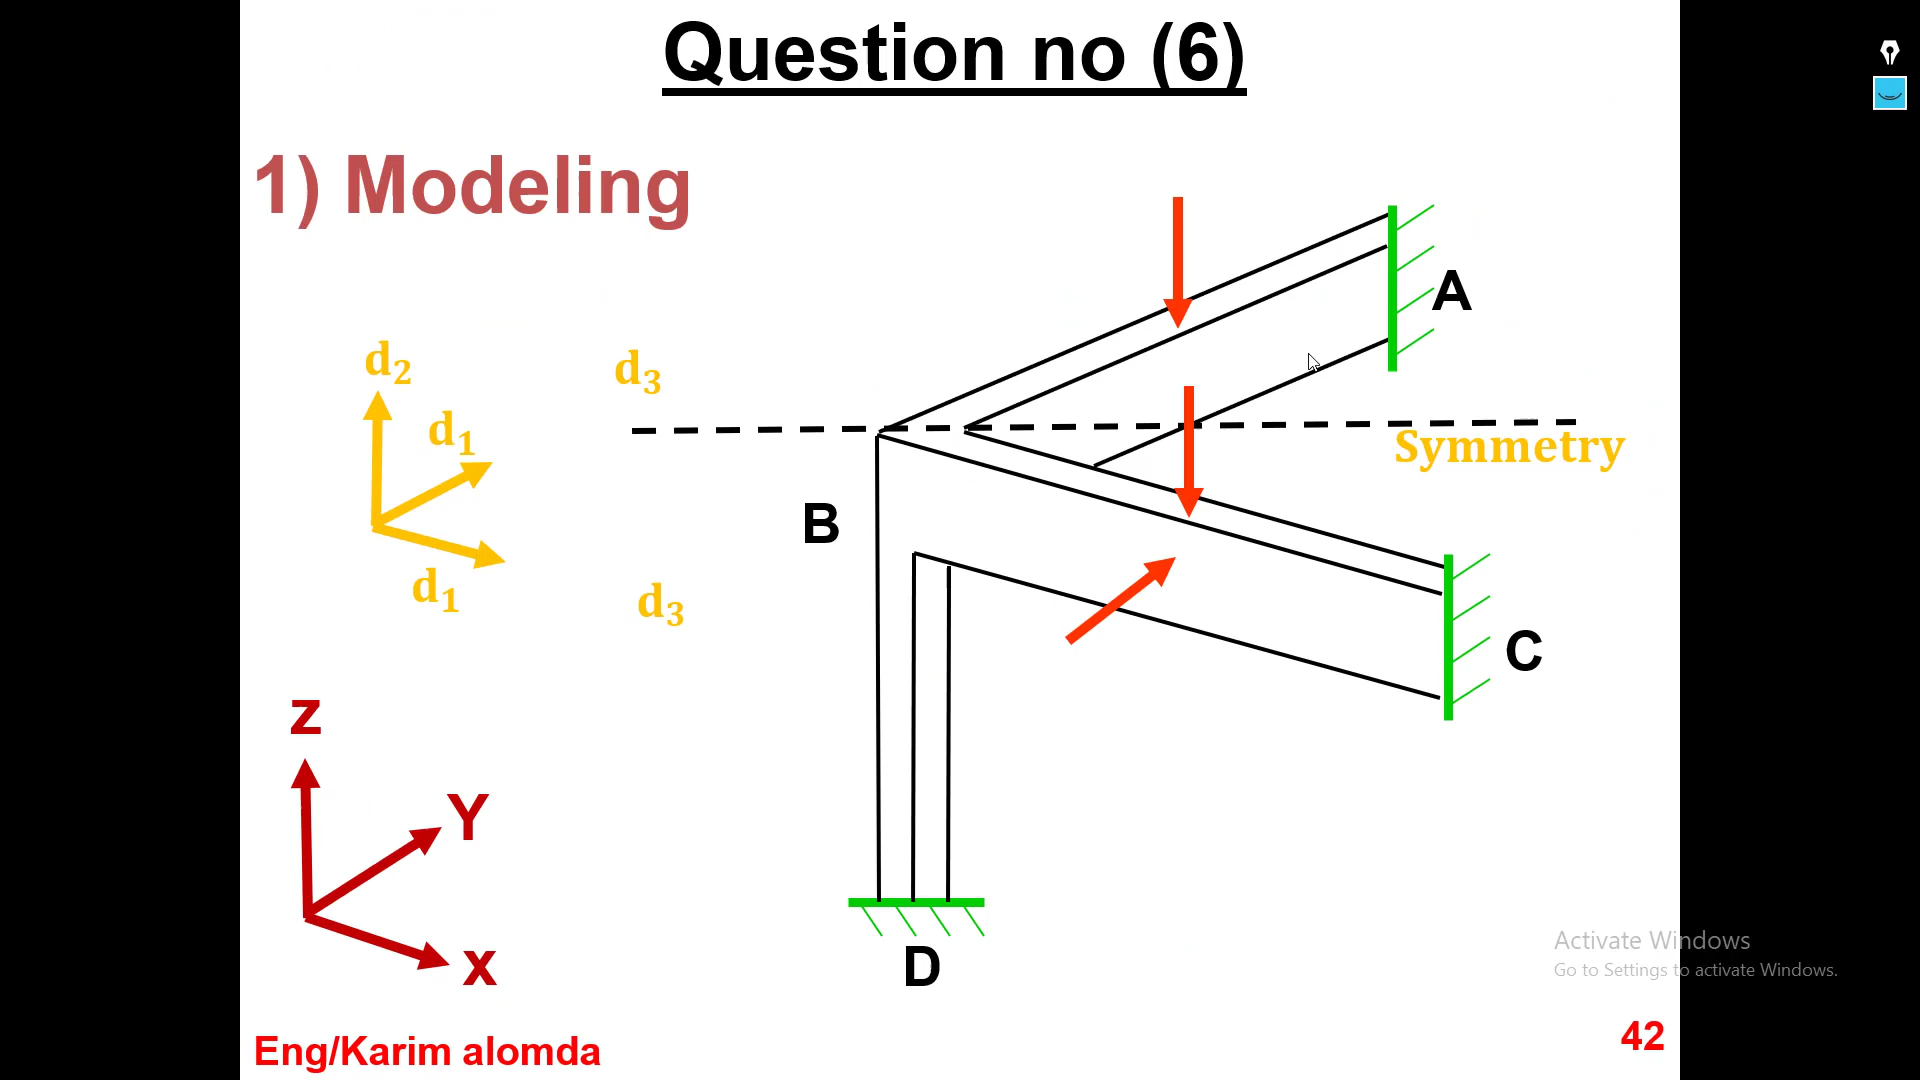 Question no (6)
1) Modeling
A
d₂
d₃
d₁
Symmetry
B
d₁
d₃
C
z
Y
x
D
Activate Windows
Go to Settings to activate Windows.
Eng/Karim alomda
42